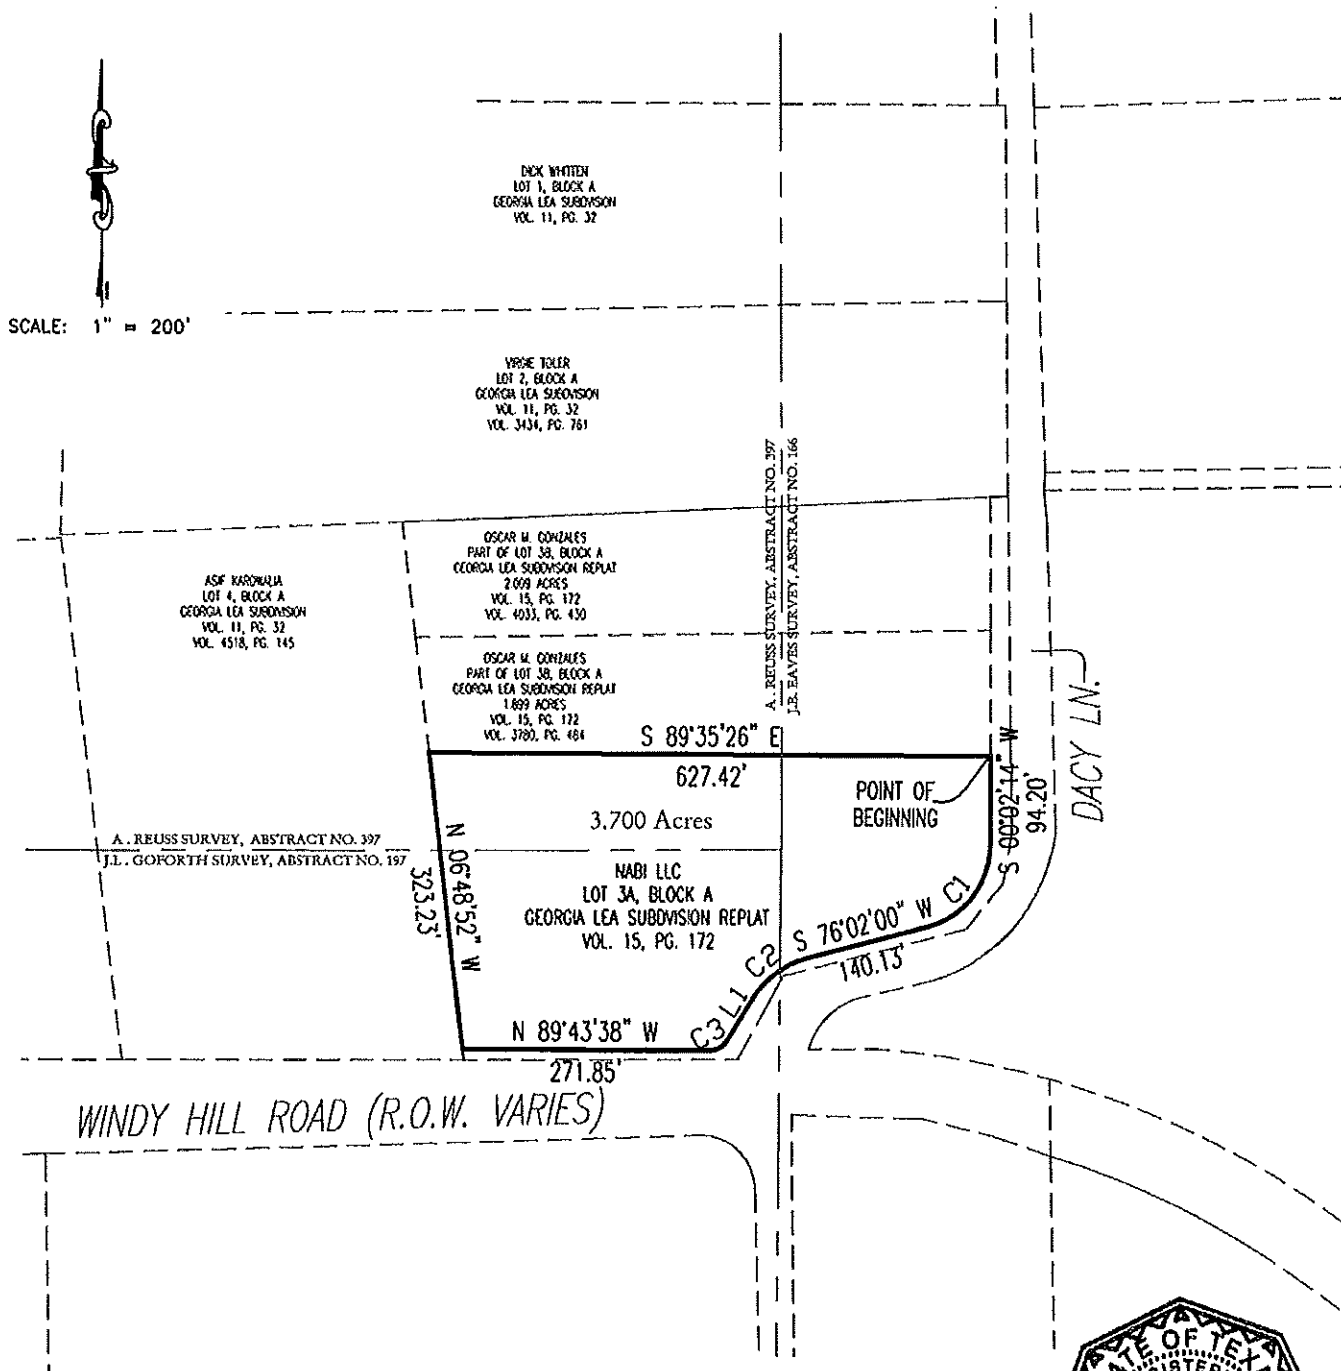 DICK WHITTEN
LOT 1, BLOCK A
GEORGIA LEA SUBDIVISION
VOL. 11, PG. 32
SCALE: 1" = 200'
VIRGIE TOLER
LOT 2, BLOCK A
GEORGIA LEA SUBDIVISION
VOL. 11, PG. 32
VOL. 3434, PG. 761
A. REUSS SURVEY, ABSTRACT NO. 397
J.B. EAVES SURVEY, ABSTRACT NO. 166
OSCAR M. GONZALES
PART OF LOT 3B, BLOCK A
GEORGIA LEA SUBDIVISION REPLAT
2.009 ACRES
VOL. 15, PG. 172
VOL. 4033, PG. 430
ASIF KAROWALIA
LOT 4, BLOCK A
GEORGIA LEA SUBDIVISION
VOL. 11, PG. 32
VOL. 4518, PG. 145
OSCAR M. GONZALES
PART OF LOT 3B, BLOCK A
GEORGIA LEA SUBDIVISION REPLAT
1.899 ACRES
VOL. 15, PG. 172
VOL. 3780, PG. 484
DACY LN.
S 89°35'26" E
627.42'
POINT OF
BEGINNING
S 00°02'14" W
94.20'
3.700 Acres
A. REUSS SURVEY, ABSTRACT NO. 397
J.L. GOFORTH SURVEY, ABSTRACT NO. 197
N 06°48'52" W
323.23'
NABI LLC
LOT 3A, BLOCK A
GEORGIA LEA SUBDIVISION REPLAT
VOL. 15, PG. 172
C1
S 76°02'00" W
140.13'
C2
L1
C3
N 89°43'38" W
271.85'
WINDY HILL ROAD (R.O.W. VARIES)